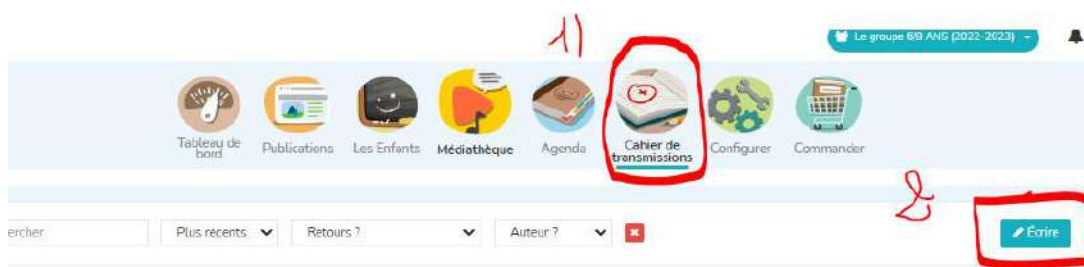 1)
Le groupe 6/9 ANS (2022-2023)
Tableau de
bord
Publications
Les Enfants
Médiathèque
Agenda
Cahier de
transmissions
Configurer
Commander
2)
ercher
Plus récents
Retours ?
Auteur ?
Écrire